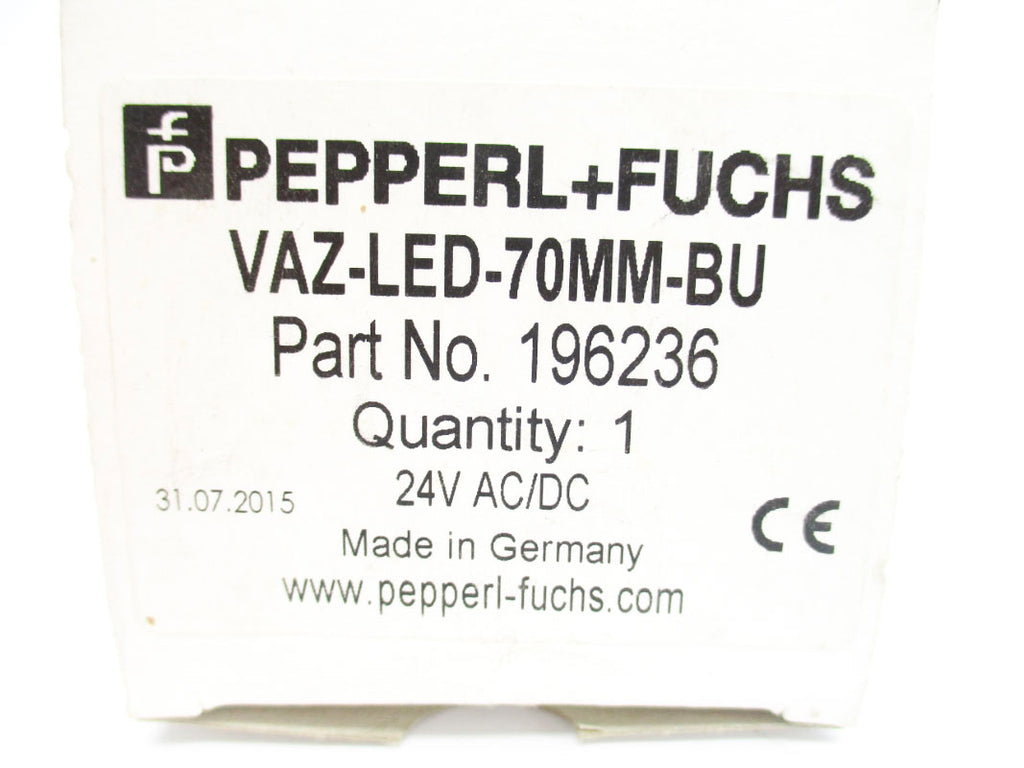 fp PEPPERL+FUCHS
VAZ-LED-70MM-BU
Part No. 196236
Quantity: 1
24V AC/DC
31.07.2015
CE
Made in Germany
www.pepperl-fuchs.com